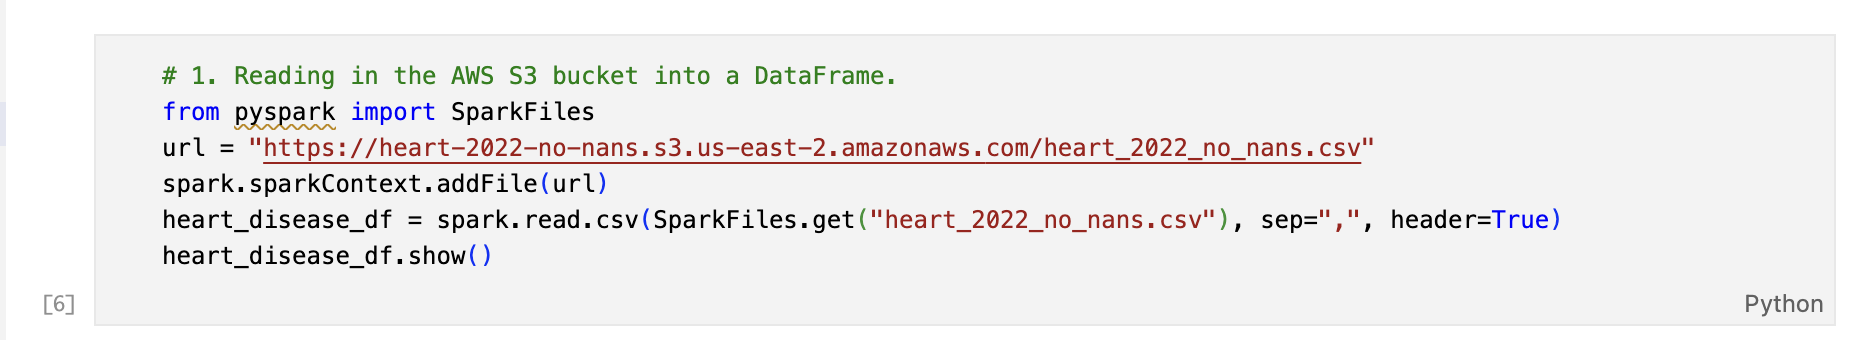 # 1. Reading in the AWS S3 bucket into a DataFrame.
from pyspark import SparkFiles
url = "https://heart-2022-no-nans.s3.us-east-2.amazonaws.com/heart_2022_no_nans.csv"
spark.sparkContext.addFile(url)
heart_disease_df = spark.read.csv(SparkFiles.get("heart_2022_no_nans.csv"), sep=",", header=True)
heart_disease_df.show()
[6]
Python